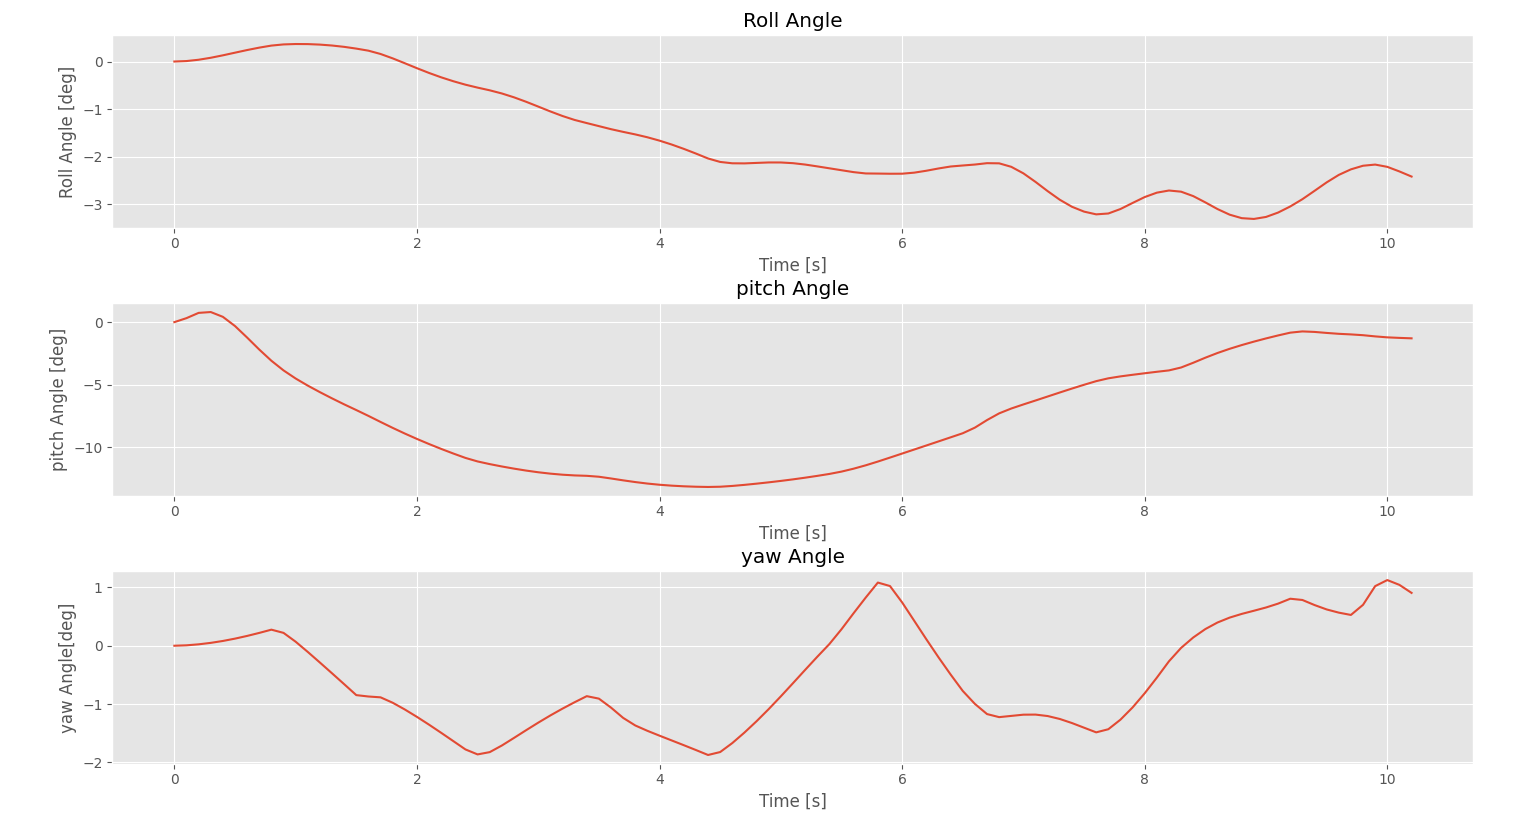 Roll Angle
Roll Angle [deg]
0
−1
−2
−3
0 2 4 6 8 10
Time [s]
pitch Angle
pitch Angle [deg]
0
−5
−10
0 2 4 6 8 10
Time [s]
yaw Angle
yaw Angle[deg]
1
0
−1
−2
0 2 4 6 8 10
Time [s]